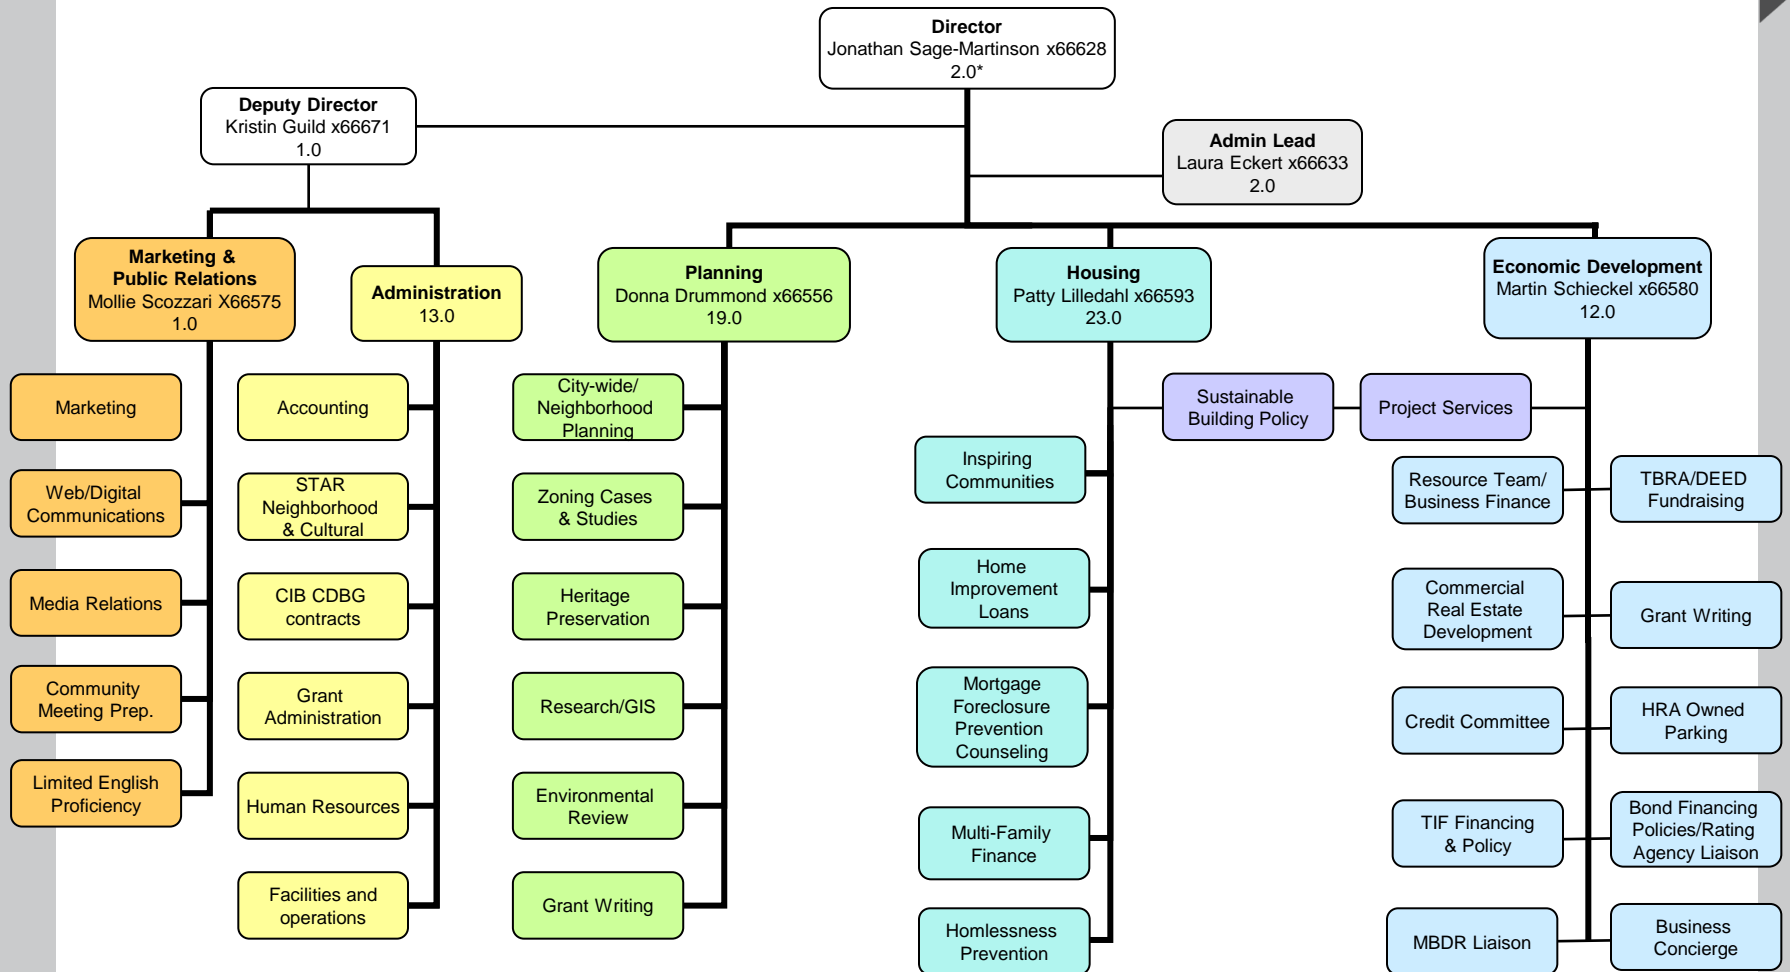 Director
Jonathan Sage-Martinson x66628
2.0*
Deputy Director
Kristin Guild x66671
1.0
Admin Lead
Laura Eckert x66633
2.0
Marketing &
Public Relations
Mollie Scozzari X66575
1.0
Administration
13.0
Planning
Donna Drummond x66556
19.0
Housing
Patty Lilledahl x66593
23.0
Economic Development
Martin Schieckel x66580
12.0
Marketing
Web/Digital
Communications
Media Relations
Community
Meeting Prep.
Limited English
Proficiency
Accounting
STAR
Neighborhood
& Cultural
CIB CDBG
contracts
Grant
Administration
Human Resources
Facilities and
operations
City-wide/
Neighborhood
Planning
Zoning Cases
& Studies
Heritage
Preservation
Research/GIS
Environmental
Review
Grant Writing
Sustainable
Building Policy
Project Services
Inspiring
Communities
Home
Improvement
Loans
Mortgage
Foreclosure
Prevention
Counseling
Multi-Family
Finance
Homlessness
Prevention
Resource Team/
Business Finance
Commercial
Real Estate
Development
Credit Committee
TIF Financing
& Policy
MBDR Liaison
TBRA/DEED
Fundraising
Grant Writing
HRA Owned
Parking
Bond Financing
Policies/Rating
Agency Liaison
Business
Concierge